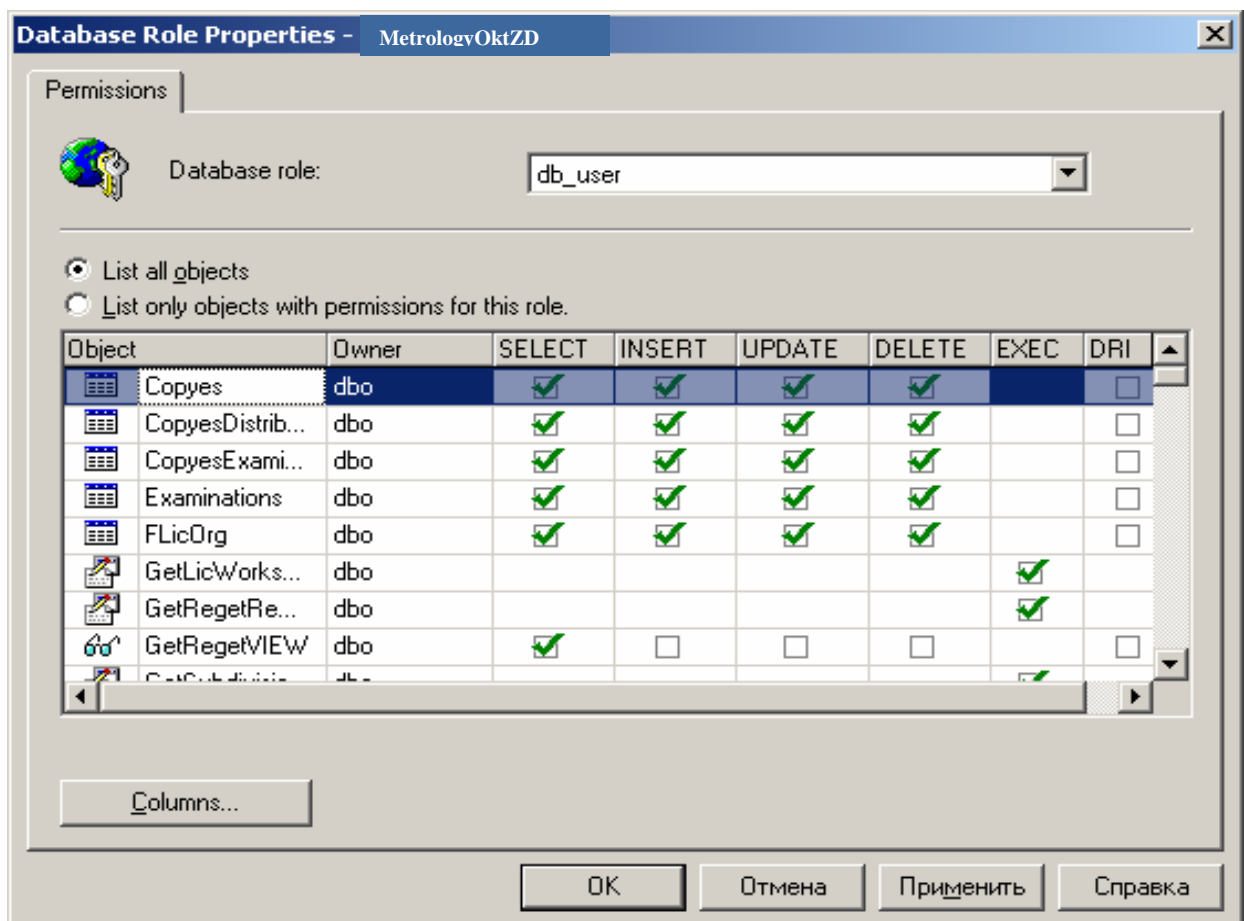 Database Role Properties - MetrologyOktZD
Permissions
Database role: db_user
List all objects
List only objects with permissions for this role.
Object Owner SELECT INSERT UPDATE DELETE EXEC DRI
Copyes dbo
CopyesDistrib... dbo
CopyesExami... dbo
Examinations dbo
FLicOrg dbo
GetLicWorks... dbo
GetRegetRe... dbo
GetRegetVIEW dbo
Columns...
OK Отмена Применить Справка